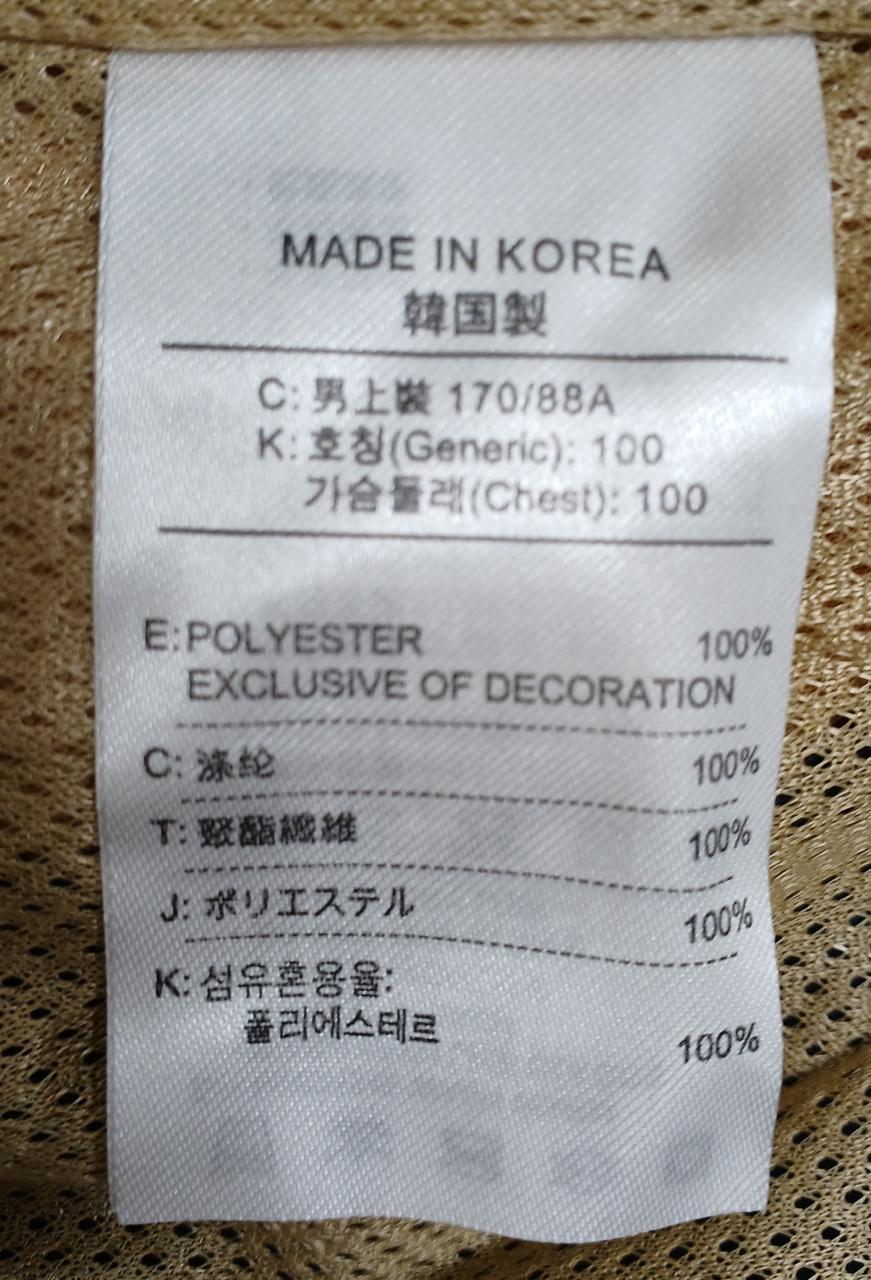 MADE IN KOREA
韓国製
C: 男上裝 170/88A
K: 호칭(Generic): 100
가슴둘레(Chest): 100
E: POLYESTER 100%
EXCLUSIVE OF DECORATION
C: 涤纶 100%
T: 聚酯纖維 100%
J: ポリエステル 100%
K: 섬유혼용율:
폴리에스테르 100%